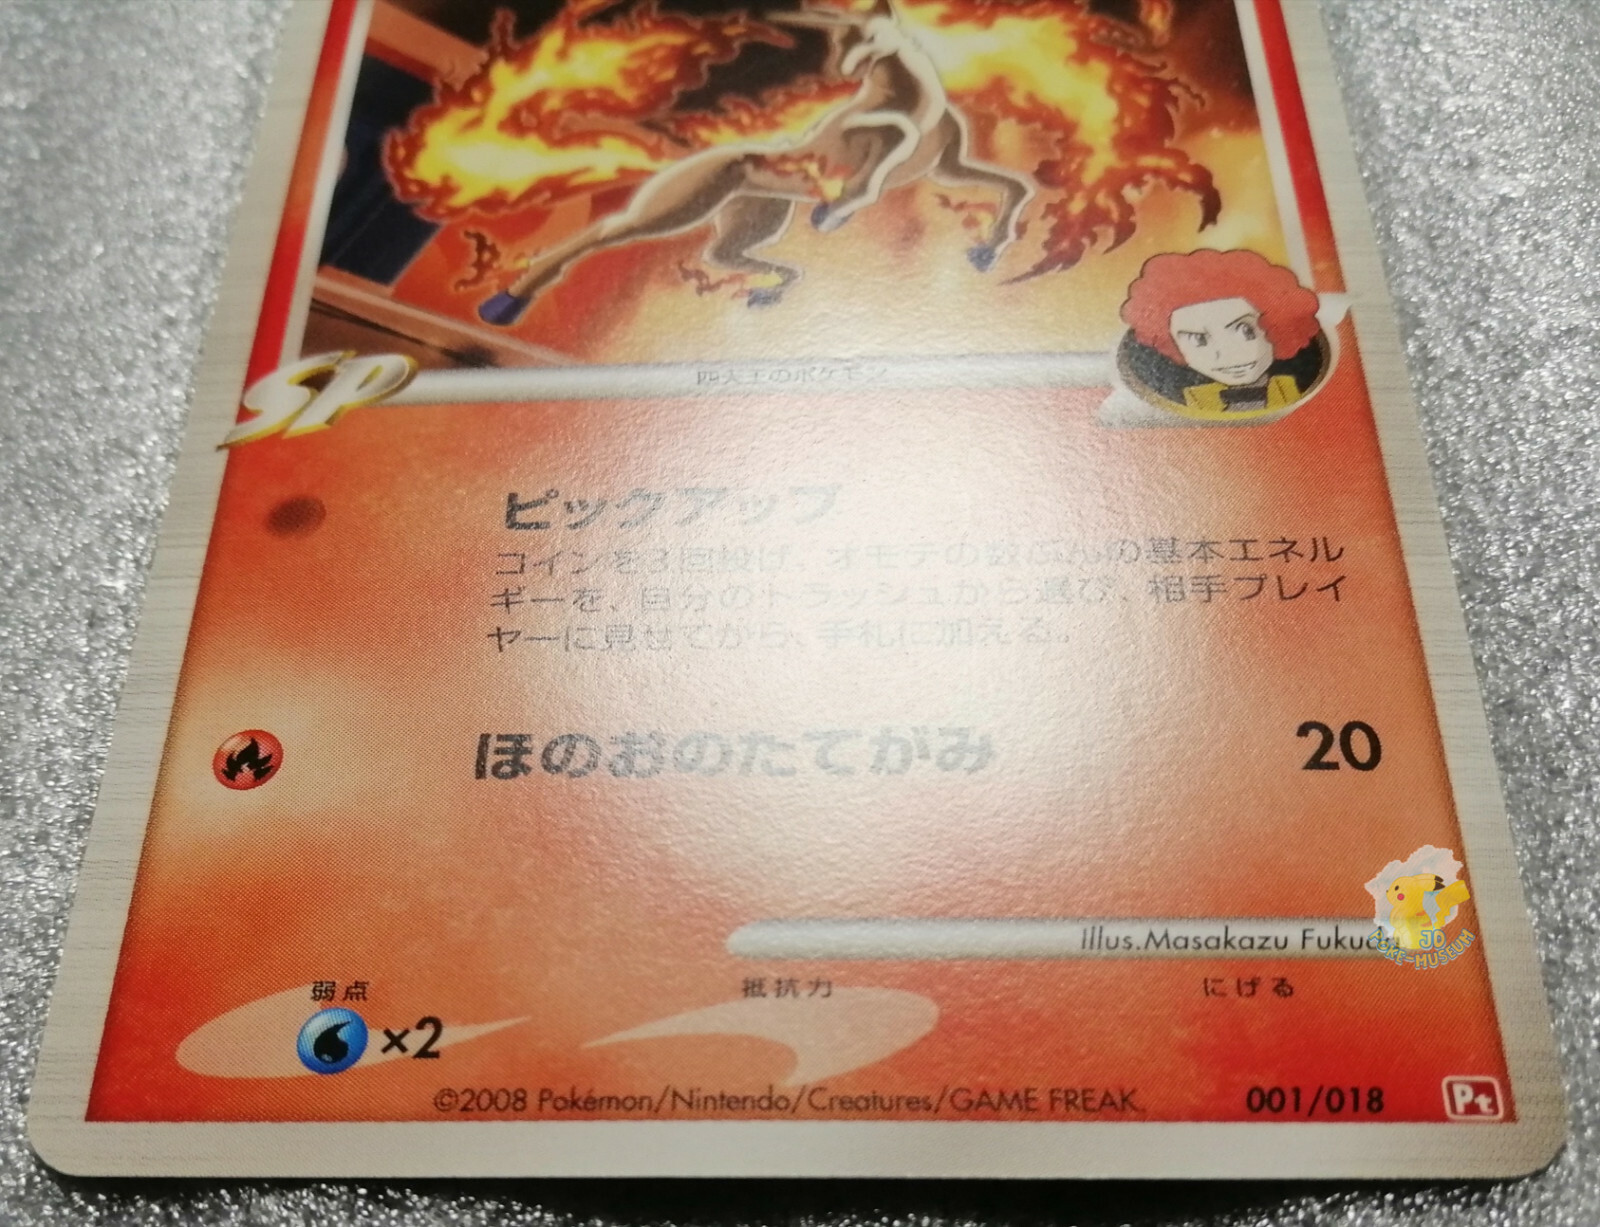 四天王のポケモン
SP
ピックアップ
コインを3回投げ、オモテの数ぶんの基本エネル
ギーを、自分のトラッシュから選び、相手プレイ
ヤーに見せてから、手札に加える。
ほのおのたてがみ 20
Illus.Masakazu Fukuda
JD
POKE-MUSEUM
弱点 抵抗力 にげる
×2
©2008 Pokémon/Nintendo/Creatures/GAME FREAK. 001/018 Pt